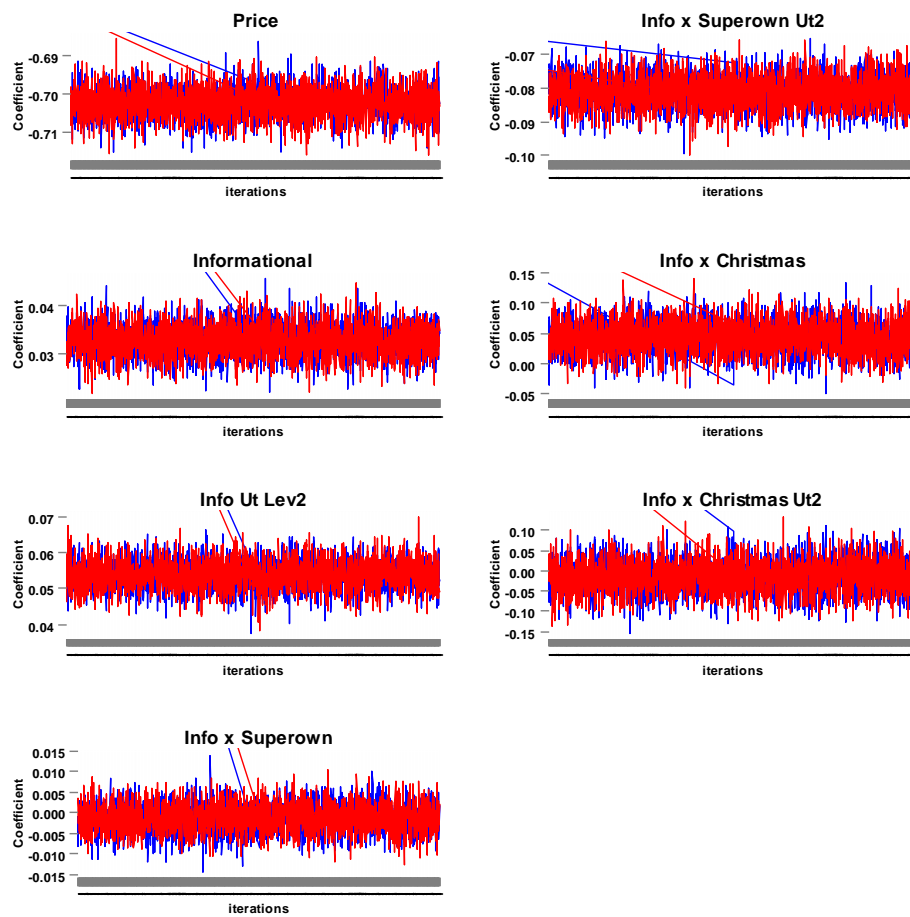 Price
Coefficient
-0.69
-0.70
-0.71
iterations
Info x Superown Ut2
Coefficient
-0.07
-0.08
-0.09
-0.10
iterations
Informational
Coefficient
0.04
0.03
iterations
Info x Christmas
Coefficient
0.15
0.10
0.05
0.00
-0.05
iterations
Info Ut Lev2
Coefficient
0.07
0.06
0.05
0.04
iterations
Info x Christmas Ut2
Coefficient
0.10
0.05
0.00
-0.05
-0.10
-0.15
iterations
Info x Superown
Coefficient
0.015
0.010
0.005
0.000
-0.005
-0.010
-0.015
iterations